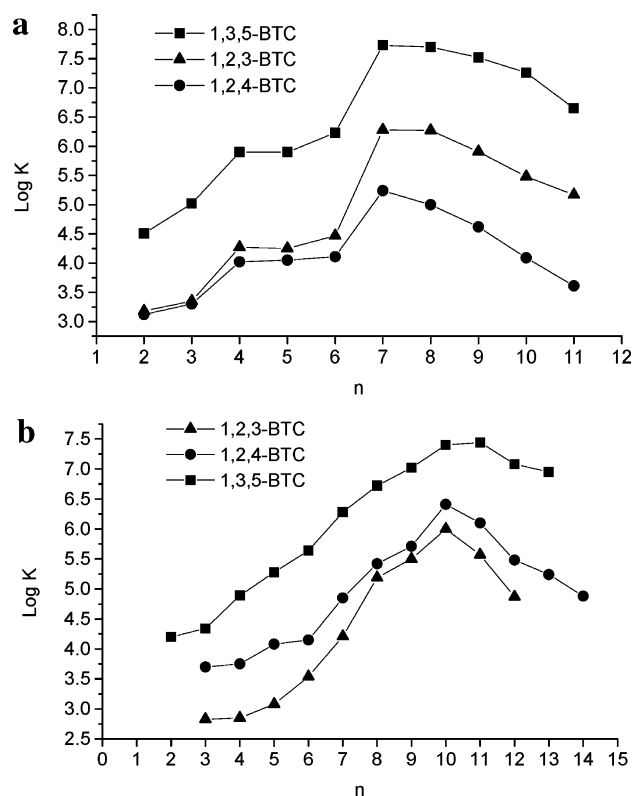 a
1,3,5-BTC
1,2,3-BTC
1,2,4-BTC
8.0
7.5
7.0
6.5
6.0
5.5
5.0
4.5
4.0
3.5
3.0
Log K
1 2 3 4 5 6 7 8 9 10 11 12
n
b
1,2,3-BTC
1,2,4-BTC
1,3,5-BTC
7.5
7.0
6.5
6.0
5.5
5.0
4.5
4.0
3.5
3.0
2.5
Log K
0 1 2 3 4 5 6 7 8 9 10 11 12 13 14 15
n